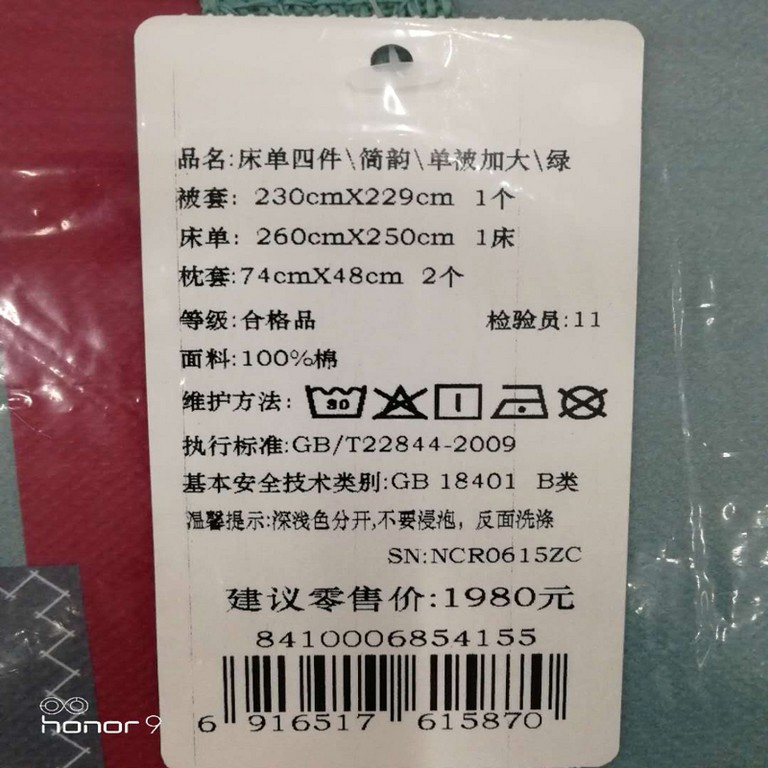 品名:床单四件\简韵\单被加大\绿
被套: 230cmX229cm 1个
床单: 260cmX250cm 1床
枕套:74cmX48cm 2个
等级:合格品 检验员:11
面料:100%棉
维护方法: 30
执行标准:GB/T22844-2009
基本安全技术类别:GB 18401 B类
温馨提示:深浅色分开,不要浸泡, 反面洗涤
SN:NCR0615ZC
建议零售价:1980元
8410006854155
6 916517 615870
honor 9